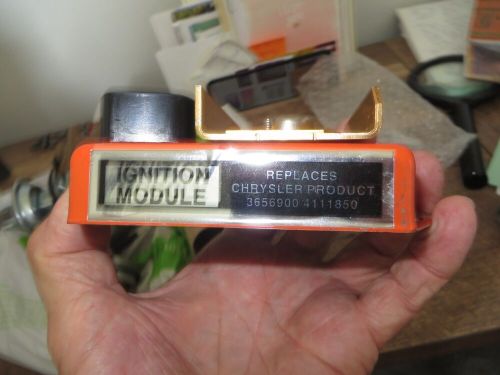 IGNITION
MODULE
REPLACES
CHRYSLER PRODUCT
3656900 4111850